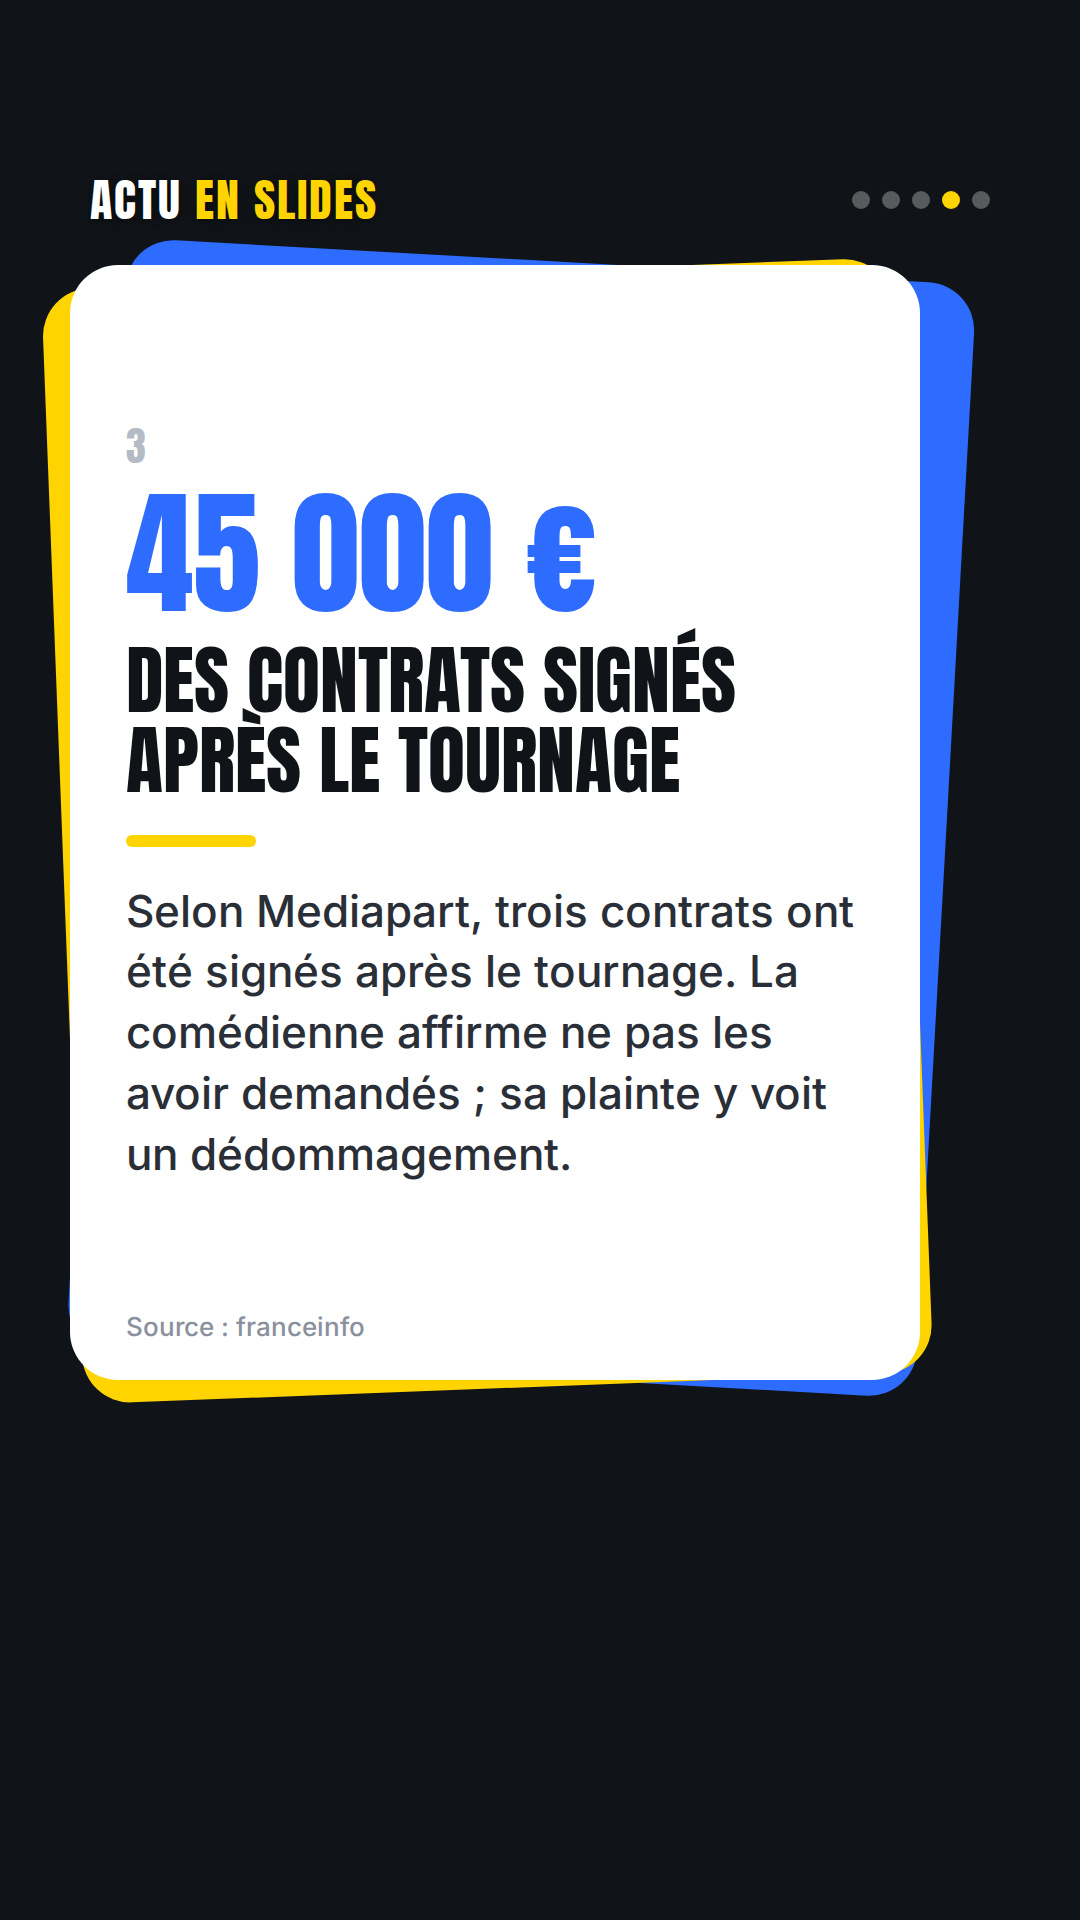 ACTU EN SLIDES
3
45 000 €
DES CONTRATS SIGNÉS
APRÈS LE TOURNAGE
Selon Mediapart, trois contrats ont
été signés après le tournage. La
comédienne affirme ne pas les
avoir demandés ; sa plainte y voit
un dédommagement.
Source : franceinfo